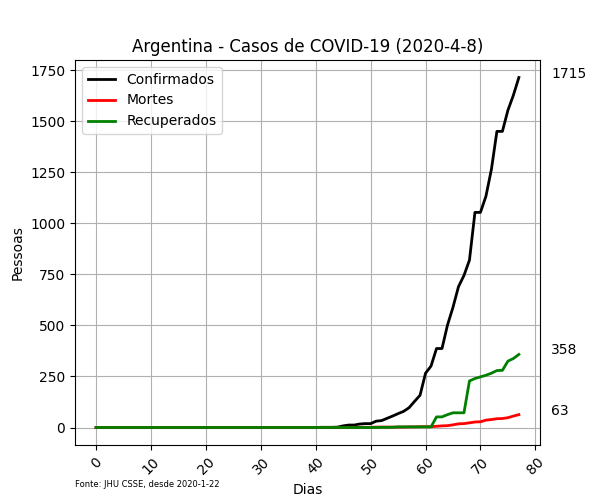 Argentina - Casos de COVID-19 (2020-4-8)
Confirmados
Mortes
Recuperados
1750
1500
1250
1000
750
500
250
0
Pessoas
1715
358
63
0 10 20 30 40 50 60 70 80
Fonte: JHU CSSE, desde 2020-1-22
Dias